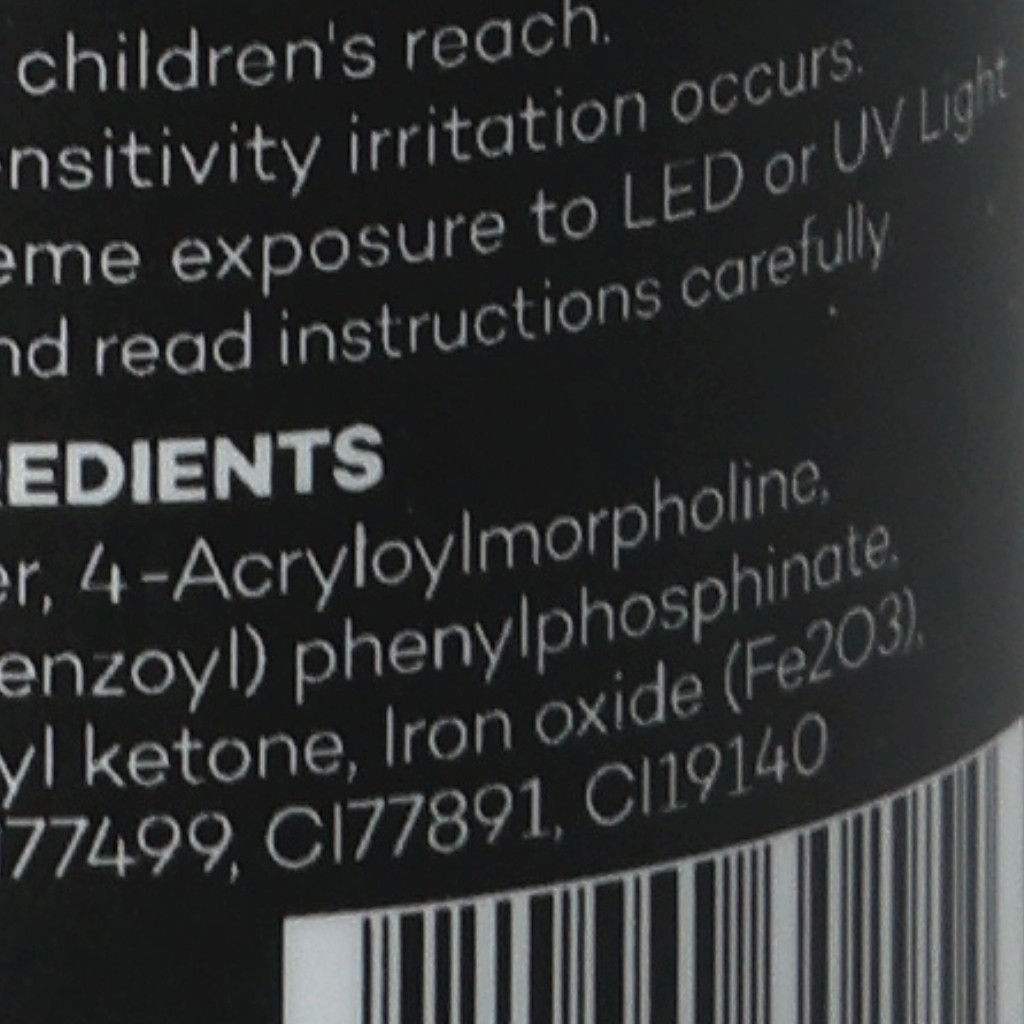 children's reach.
ensitivity irritation occurs.
eme exposure to LED or UV Light
nd read instructions carefully
REDIENTS
er, 4-Acryloylmorpholine,
enzoyl) phenylphosphinate.
yl ketone, Iron oxide (Fe2O3),
77499, CI77891, CI19140